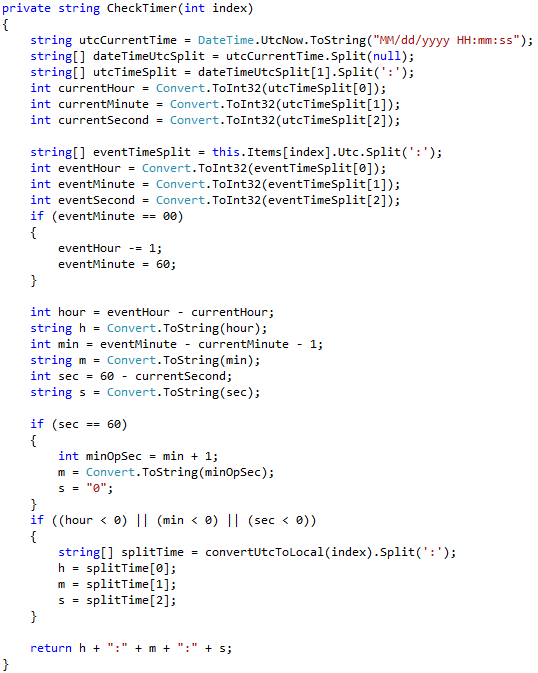 private string CheckTimer(int index)
{
    string utcCurrentTime = DateTime.UtcNow.ToString("MM/dd/yyyy HH:mm:ss");
    string[] dateTimeUtcSplit = utcCurrentTime.Split(null);
    string[] utcTimeSplit = dateTimeUtcSplit[1].Split(':');
    int currentHour = Convert.ToInt32(utcTimeSplit[0]);
    int currentMinute = Convert.ToInt32(utcTimeSplit[1]);
    int currentSecond = Convert.ToInt32(utcTimeSplit[2]);

    string[] eventTimeSplit = this.Items[index].Utc.Split(':');
    int eventHour = Convert.ToInt32(eventTimeSplit[0]);
    int eventMinute = Convert.ToInt32(eventTimeSplit[1]);
    int eventSecond = Convert.ToInt32(eventTimeSplit[2]);
    if (eventMinute == 00)
    {
        eventHour -= 1;
        eventMinute = 60;
    }

    int hour = eventHour - currentHour;
    string h = Convert.ToString(hour);
    int min = eventMinute - currentMinute - 1;
    string m = Convert.ToString(min);
    int sec = 60 - currentSecond;
    string s = Convert.ToString(sec);

    if (sec == 60)
    {
        int minOpSec = min + 1;
        m = Convert.ToString(minOpSec);
        s = "0";
    }
    if ((hour < 0) || (min < 0) || (sec < 0))
    {
        string[] splitTime = convertUtcToLocal(index).Split(':');
        h = splitTime[0];
        m = splitTime[1];
        s = splitTime[2];
    }

    return h + ":" + m + ":" + s;
}